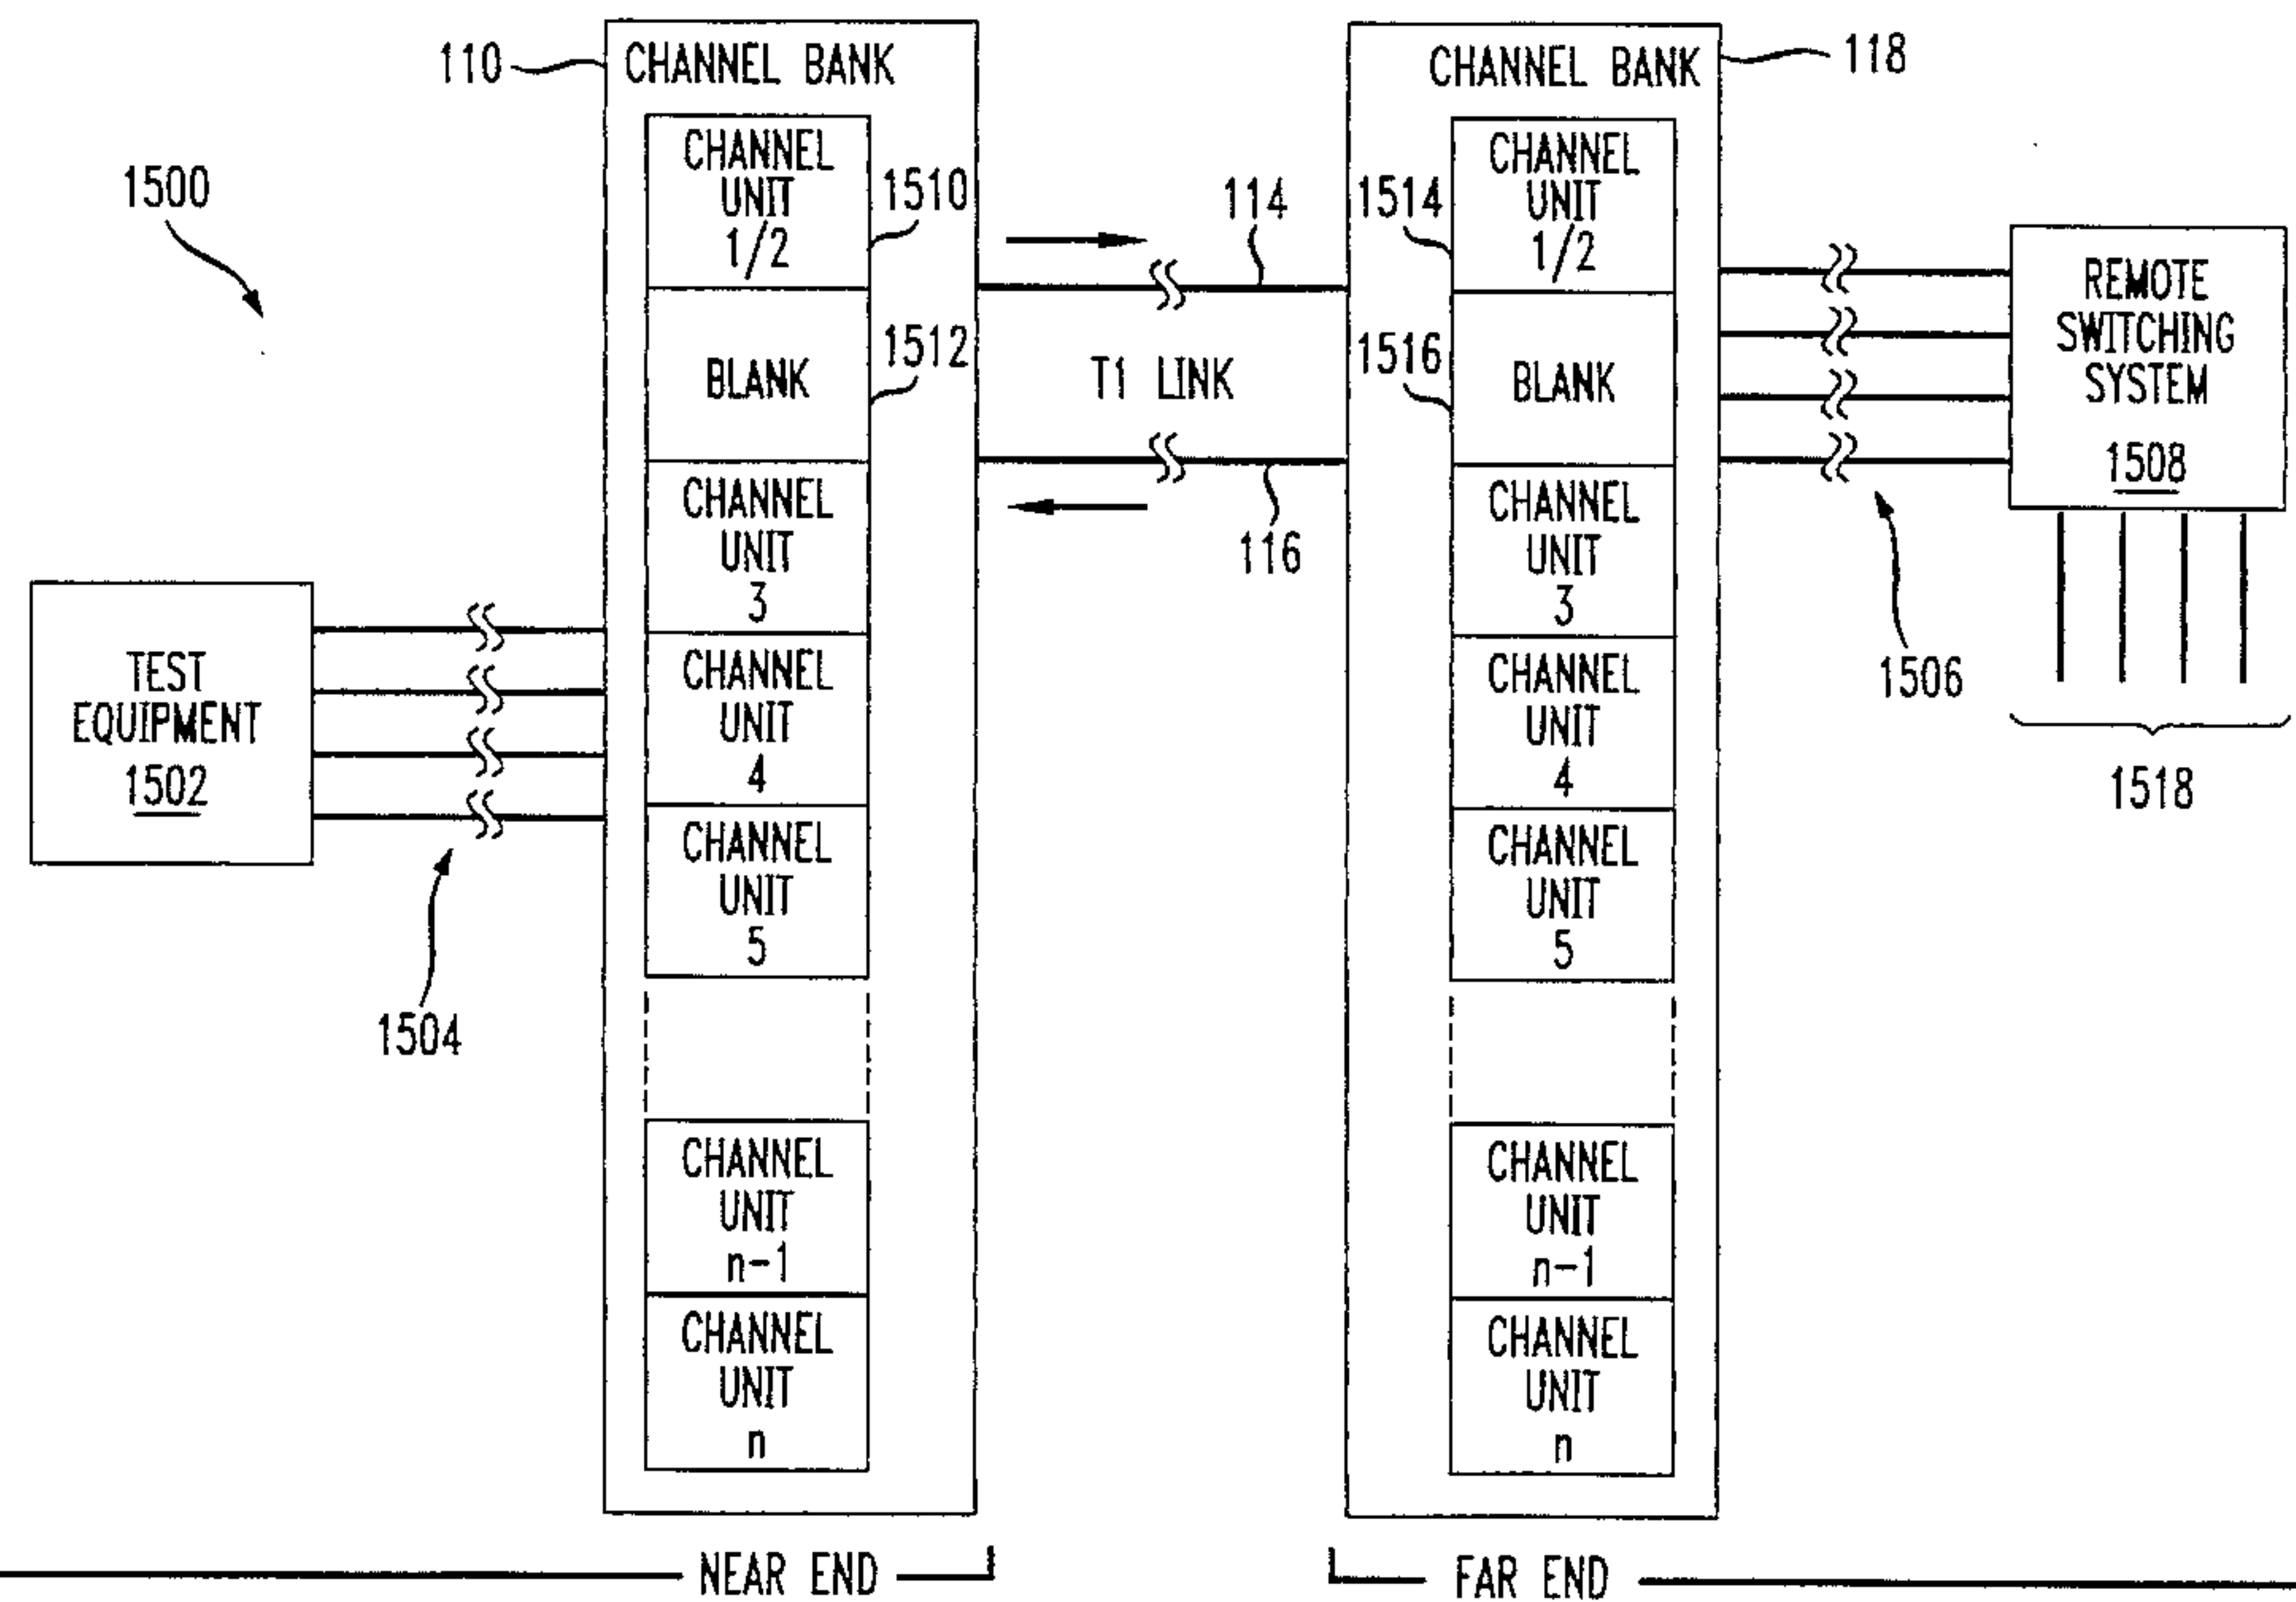 110
CHANNEL BANK
CHANNEL BANK
118
1500
CHANNEL
UNIT
1/2
1510
BLANK
1512
CHANNEL
UNIT
3
CHANNEL
UNIT
4
CHANNEL
UNIT
5
CHANNEL
UNIT
n-1
CHANNEL
UNIT
n
114
T1 LINK
116
1514
CHANNEL
UNIT
1/2
1516
BLANK
CHANNEL
UNIT
3
CHANNEL
UNIT
4
CHANNEL
UNIT
5
CHANNEL
UNIT
n-1
CHANNEL
UNIT
n
REMOTE
SWITCHING
SYSTEM
1508
1506
1518
TEST
EQUIPMENT
1502
1504
NEAR END
FAR END